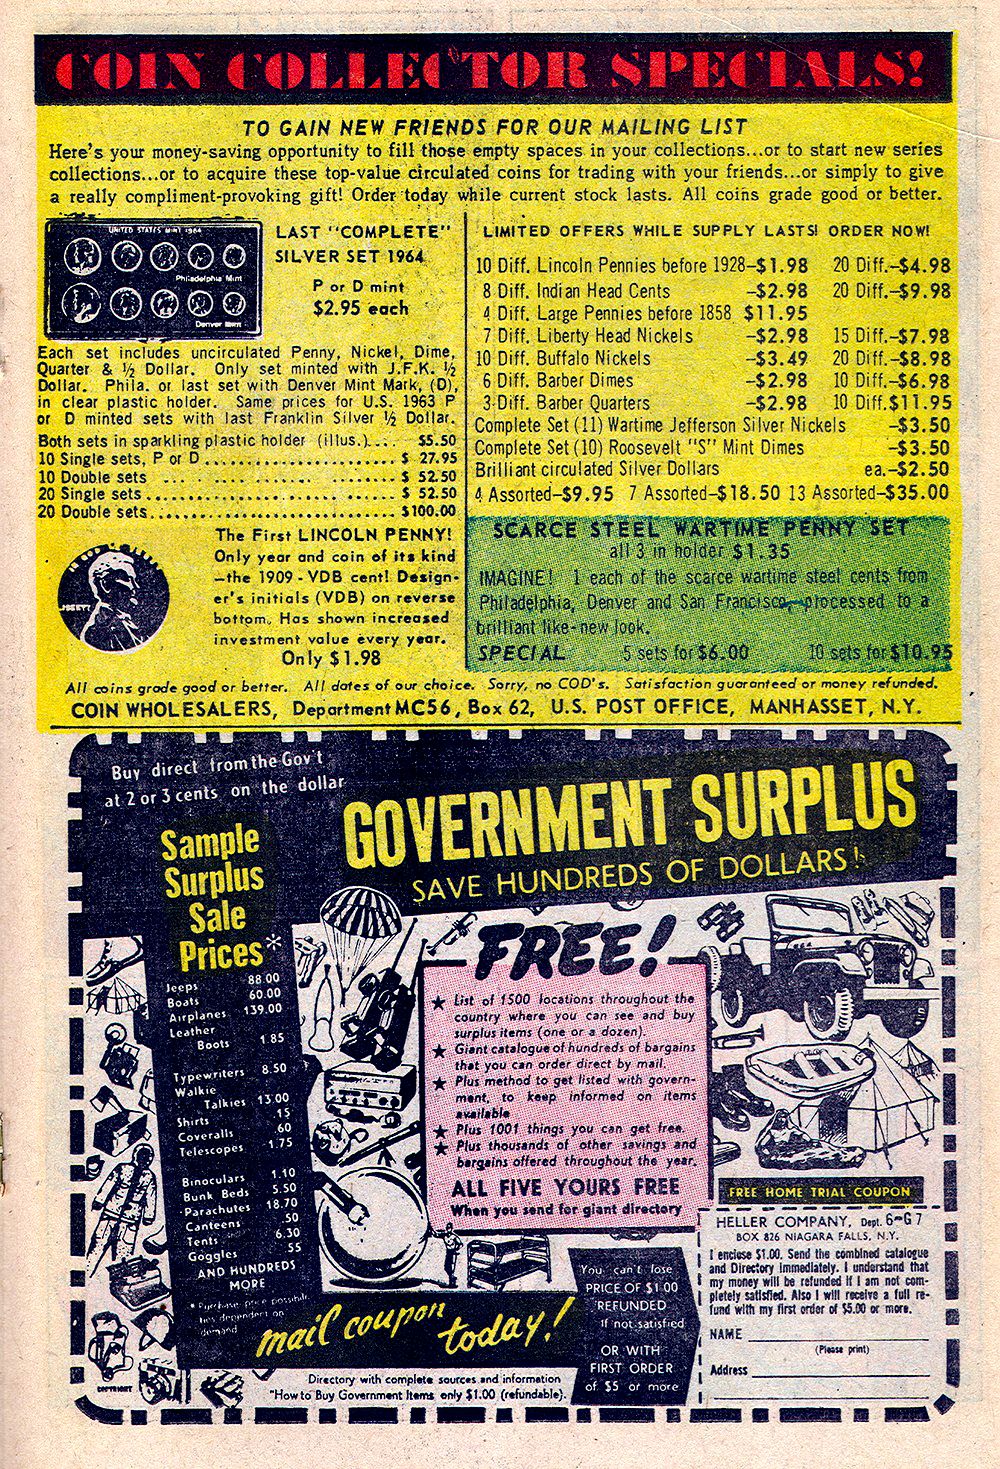 COIN COLLECTOR SPECIALS!
TO GAIN NEW FRIENDS FOR OUR MAILING LIST
Here's your money-saving opportunity to fill those empty spaces in your collections...or to start new series
collections...or to acquire these top-value circulated coins for trading with your friends...or simply to give
a really compliment-provoking gift! Order today while current stock lasts. All coins grade good or better.
UNITED STATES MINT 1964
Philadelphia Mint
Denver Mint
LAST "COMPLETE"
SILVER SET 1964
P or D mint
$2.95 each
Each set includes uncirculated Penny, Nickel, Dime,
Quarter & ½ Dollar. Only set minted with J.F.K. ½
Dollar. Phila. or last set with Denver Mint Mark, (D),
in clear plastic holder. Same prices for U.S. 1963 P
or D minted sets with last Franklin Silver ½ Dollar.
Both sets in sparkling plastic holder (illus.).... $5.50
10 Single sets, P or D........................ $ 27.95
10 Double sets ............................ $ 52.50
20 Single sets............................... $ 52.50
20 Double sets.............................. $100.00
The First LINCOLN PENNY!
Only year and coin of its kind
—the 1909-VDB cent! Design-
er's initials (VDB) on reverse
bottom. Has shown increased
investment value every year.
Only $1.98
LIMITED OFFERS WHILE SUPPLY LASTS! ORDER NOW!
10 Diff. Lincoln Pennies before 1928—$1.98 20 Diff.—$4.98
8 Diff. Indian Head Cents —$2.98 20 Diff.—$9.98
4 Diff. Large Pennies before 1858 $11.95
7 Diff. Liberty Head Nickels —$2.98 15 Diff—$7.98
10 Diff. Buffalo Nickels —$3.49 20 Diff—$8.98
6 Diff. Barber Dimes —$2.98 10 Diff—$6.98
3 Diff. Barber Quarters —$2.98 10 Diff.$11.95
Complete Set (11) Wartime Jefferson Silver Nickels —$3.50
Complete Set (10) Roosevelt "S" Mint Dimes —$3.50
Brilliant circulated Silver Dollars ea.—$2.50
4 Assorted—$9.95 7 Assorted—$18.50 13 Assorted—$35.00
SCARCE STEEL WARTIME PENNY SET
all 3 in holder $1.35
IMAGINE! 1 each of the scarce wartime steel cents from
Philadelphia, Denver and San Francisco, processed to a
brilliant like-new look.
SPECIAL 5 sets for $6.00 10 sets for $10.95
All coins grade good or better. All dates of our choice. Sorry, no COD's. Satisfaction guaranteed or money refunded.
COIN WHOLESALERS, Department MC56, Box 62, U.S. POST OFFICE, MANHASSET, N.Y.
Buy direct from the Gov't
at 2 or 3 cents on the dollar
GOVERNMENT SURPLUS
SAVE HUNDREDS OF DOLLARS!
Sample
Surplus
Sale
Prices*
Jeeps 88.00
Boats 60.00
Airplanes 139.00
Leather
Boots 1.85
Typewriters 8.50
Walkie
Talkies 13.00
Shirts .15
Coveralls .60
Telescopes 1.75
Binoculars 1.10
Bunk Beds 5.50
Parachutes 18.70
Canteens .50
Tents 6.30
Goggles .55
AND HUNDREDS
MORE
* Purchase price possibili-
ties dependent on
demand
COPYRIGHT
FREE!
★ List of 1500 locations throughout the
country where you can see and buy
surplus items (one or a dozen).
★ Giant catalogue of hundreds of bargains
that you can order direct by mail.
★ Plus method to get listed with govern-
ment, to keep informed on items
available
★ Plus 1001 things you can get free.
★ Plus thousands of other savings and
bargains offered throughout the year.
ALL FIVE YOURS FREE
When you send for giant directory
mail coupon today!
Directory with complete sources and information
"How to Buy Government Items only $1.00 (refundable).
You can't lose
PRICE OF $1.00
REFUNDED
if not satisfied
OR WITH
FIRST ORDER
of $5 or more
FREE HOME TRIAL COUPON
HELLER COMPANY, Dept. 6-G7
BOX 826 NIAGARA FALLS, N.Y.
I enclose $1.00. Send the combined catalogue
and Directory immediately. I understand that
my money will be refunded if I am not com-
pletely satisfied. Also I will receive a full re-
fund with my first order of $5.00 or more.
NAME
(Please print)
Address